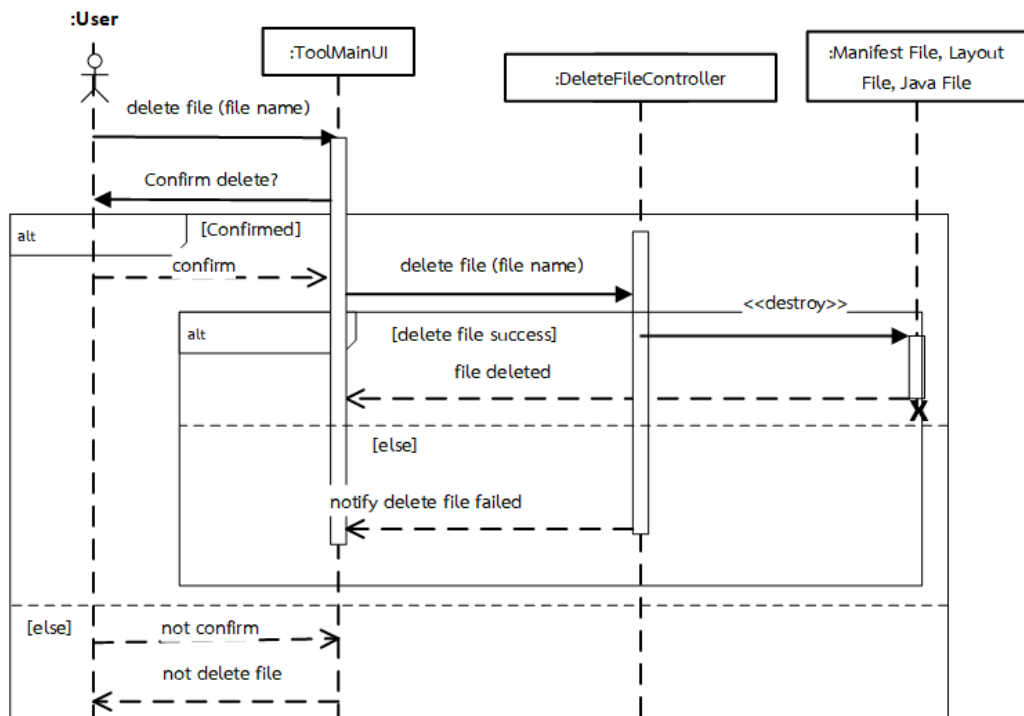 :User
:ToolMainUI
:DeleteFileController
:Manifest File, Layout
File, Java File
delete file (file name)
Confirm delete?
alt
[Confirmed]
confirm
delete file (file name)
<<destroy>>
alt
[delete file success]
file deleted
X
[else]
notify delete file failed
[else]
not confirm
not delete file